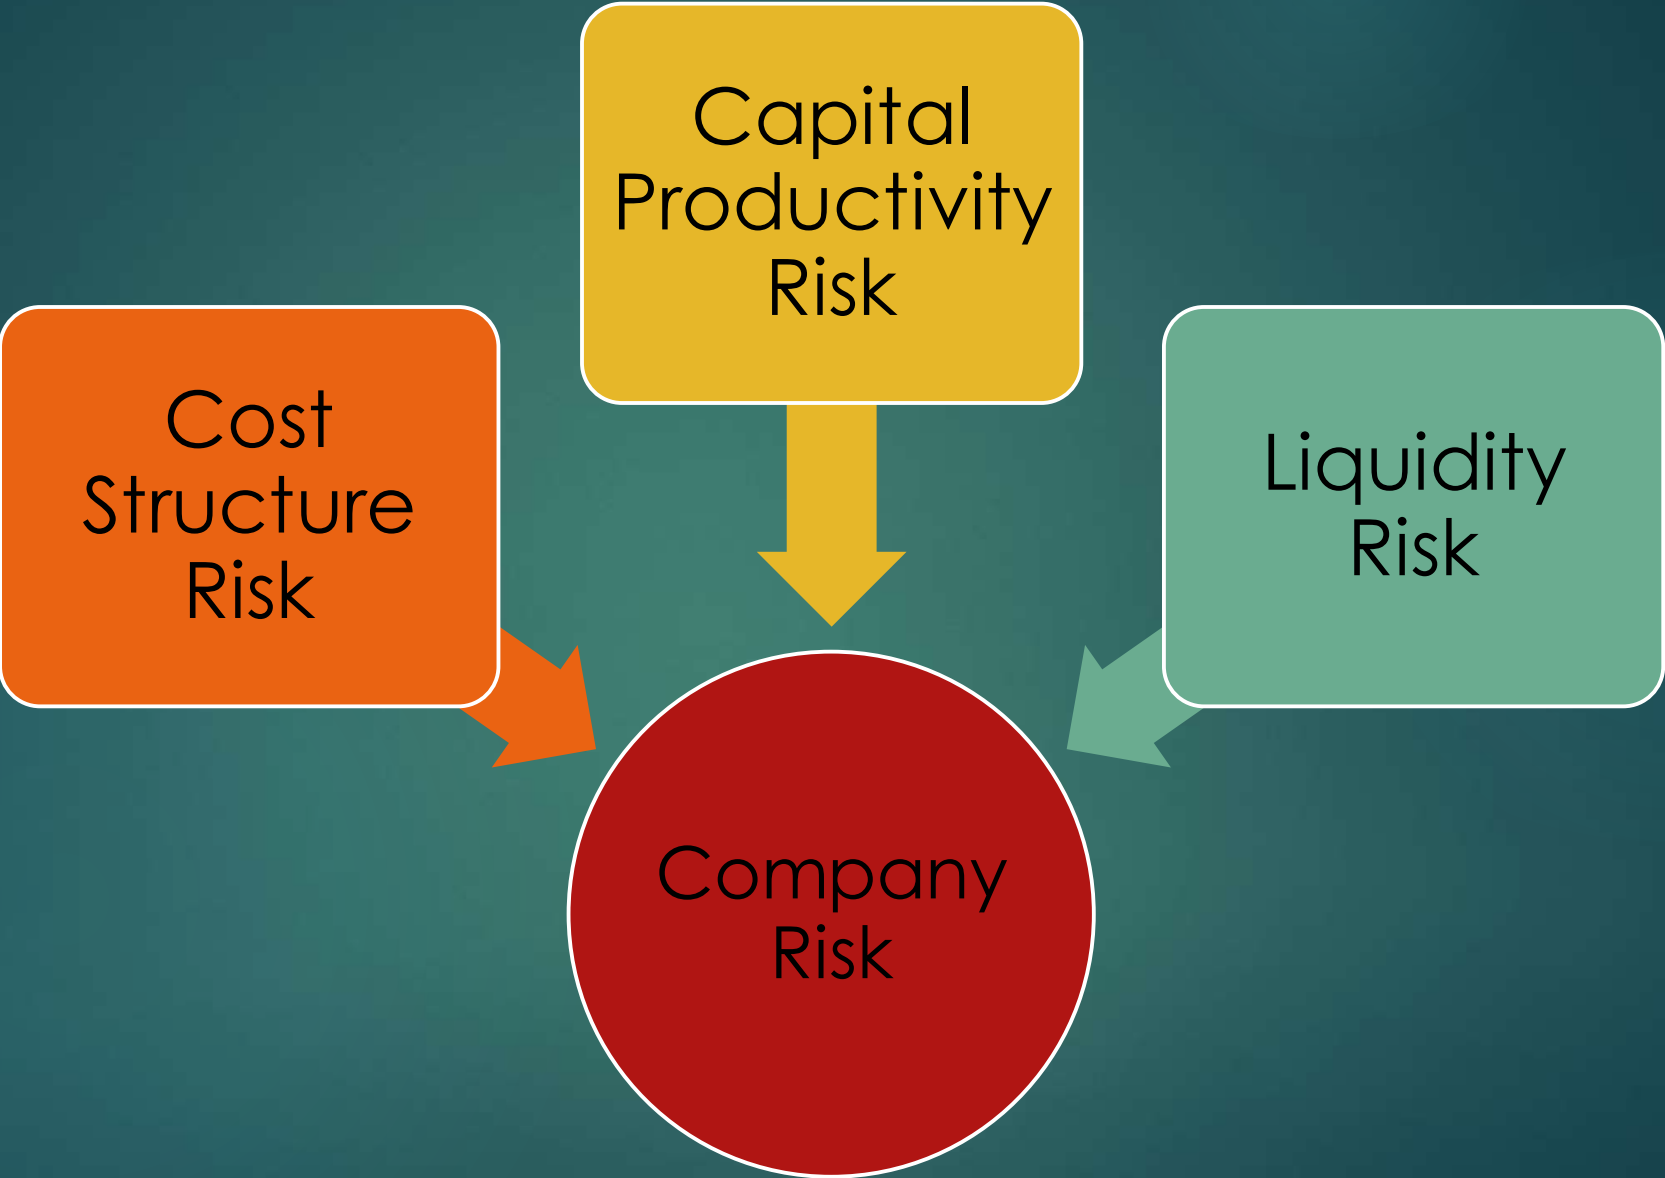 Capital
Productivity
Risk
Cost
Structure
Risk
Liquidity
Risk
Company
Risk